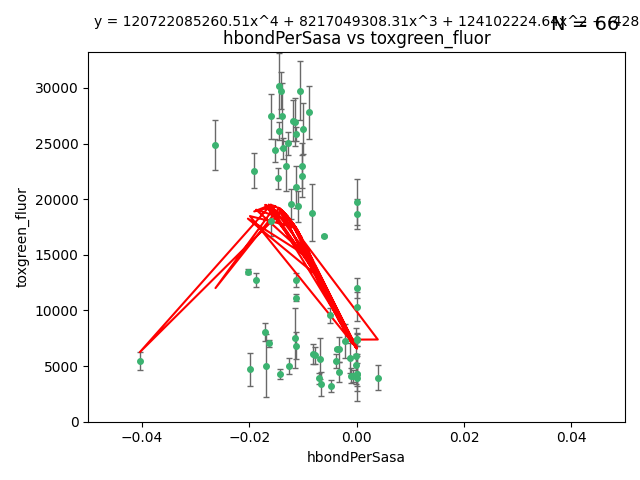 y = 120722085260.51x^4 + 8217049308.31x^3 + 124102224.64x^2 + -428
N = 66
hbondPerSasa vs toxgreen_fluor
30000
25000
20000
15000
10000
5000
0
toxgreen_fluor
−0.04
−0.02
0.00
0.02
0.04
hbondPerSasa